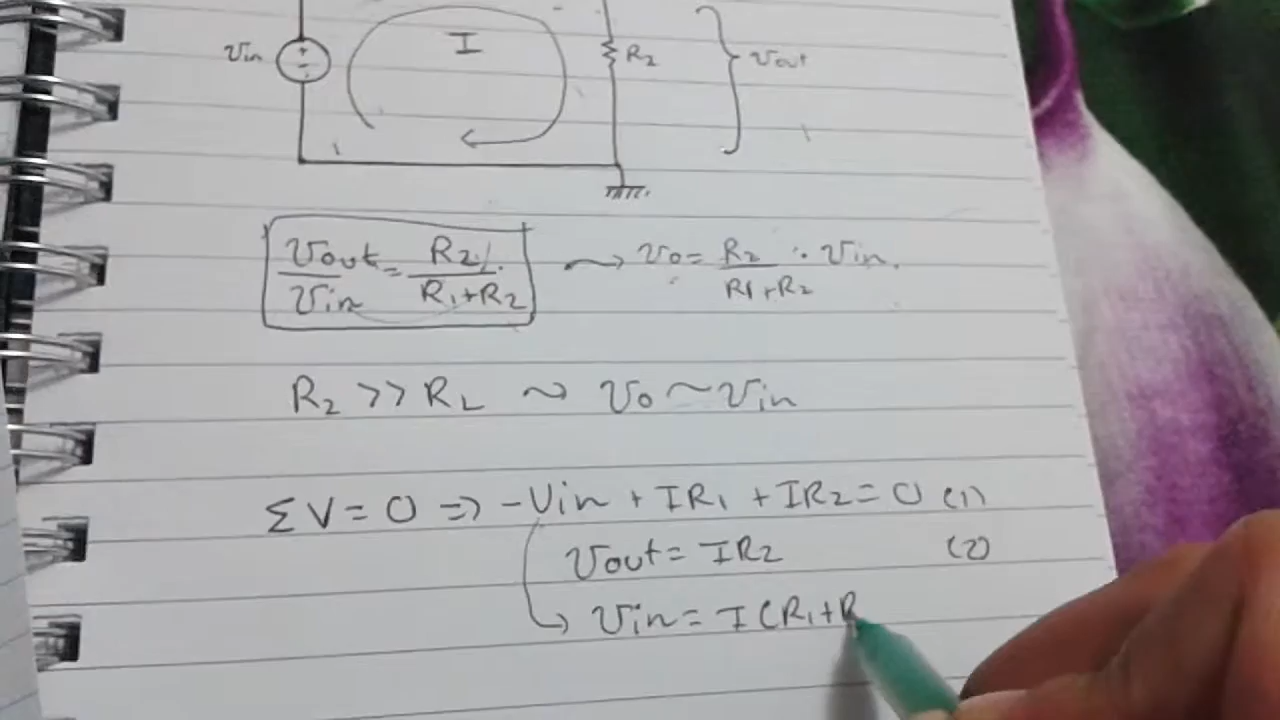 Vin I R2 Vout
Vout/Vin = R2/R1+R2 ~> Vo = R2/R1+R2 · Vin.
R2 >> RL ~ Vo ~ Vin
ΣV = 0 => -Vin + IR1 + IR2 = 0 (1)
Vout = IR2 (2)
Vin = I(R1+R